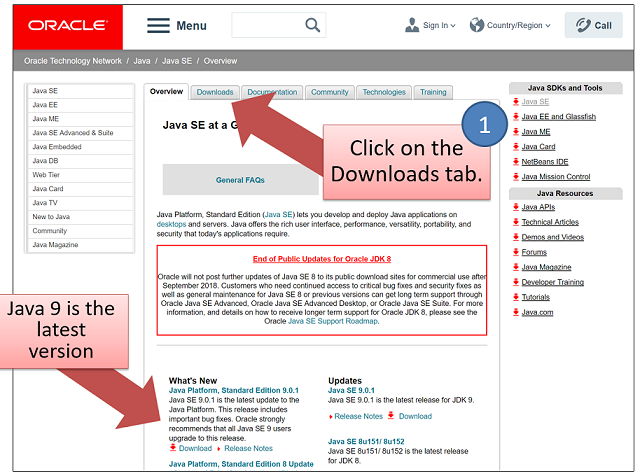 ORACLE
Menu
Sign In
Country/Region
Call
Oracle Technology Network / Java / Java SE / Overview
Java SE
Java EE
Java ME
Java SE Advanced & Suite
Java Embedded
Java DB
Web Tier
Java Card
Java TV
New to Java
Community
Java Magazine
Overview
Downloads
Documentation
Community
Technologies
Training
Java SE at a G
General FAQs
1
Click on the
Downloads tab.
Java Platform, Standard Edition (Java SE) lets you develop and deploy Java applications on
desktops and servers. Java offers the rich user interface, performance, versatility, portability, and
security that today's applications require.
End of Public Updates for Oracle JDK 8
Oracle will not post further updates of Java SE 8 to its public download sites for commercial use after
September 2018. Customers who need continued access to critical bug fixes and security fixes as
well as general maintenance for Java SE 8 or previous versions can get long term support through
Oracle Java SE Advanced, Oracle Java SE Advanced Desktop, or Oracle Java SE Suite. For more
information, and details on how to receive longer term support for Oracle JDK 8, please see the
Oracle Java SE Support Roadmap.
Java 9 is the
latest
version
What's New
Java Platform, Standard Edition 9.0.1
Java SE 9.0.1 is the latest update to the
Java Platform. This release includes
important bug fixes. Oracle strongly
recommends that all Java SE 9 users
upgrade to this release.
Download
Release Notes
Java Platform, Standard Edition 8 Update
Updates
Java SE 9.0.1
Java SE 9.0.1 is the latest release for JDK 9.
Release Notes
Download
Java SE 8u151/ 8u152
Java SE 8u151/ 8u152 is the latest release
for JDK 8.
Java SDKs and Tools
Java SE
Java EE and Glassfish
Java ME
Java Card
NetBeans IDE
Java Mission Control
Java Resources
Java APIs
Technical Articles
Demos and Videos
Forums
Java Magazine
Developer Training
Tutorials
Java.com